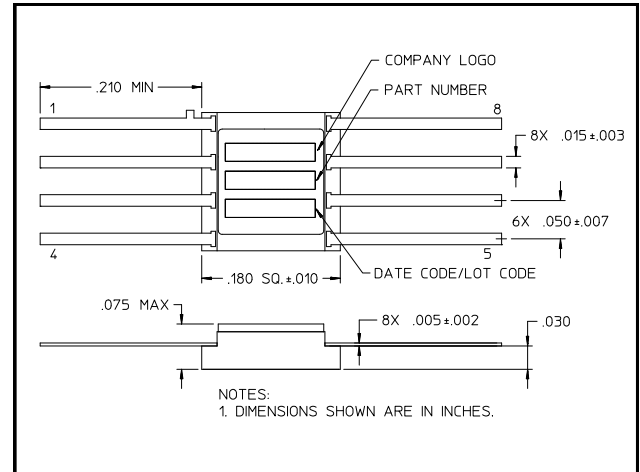 COMPANY LOGO
.210 MIN
PART NUMBER
1
8
8X .015±.003
6X .050±.007
4
5
.180 SQ.±.010
DATE CODE/LOT CODE
.075 MAX
8X .005±.002
.030
NOTES:
1. DIMENSIONS SHOWN ARE IN INCHES.